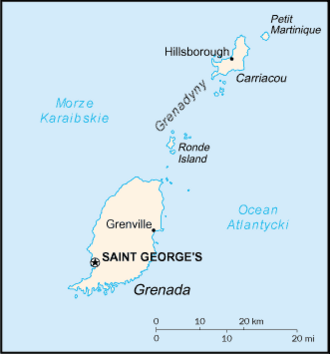 Petit
Martinique
Hillsborough
Carriacou
Grenadyny
Morze
Karaibskie
Ronde
Island
Ocean
Atlantycki
Grenville
SAINT GEORGE'S
Grenada
0 10 20 km
0 10 20 mi